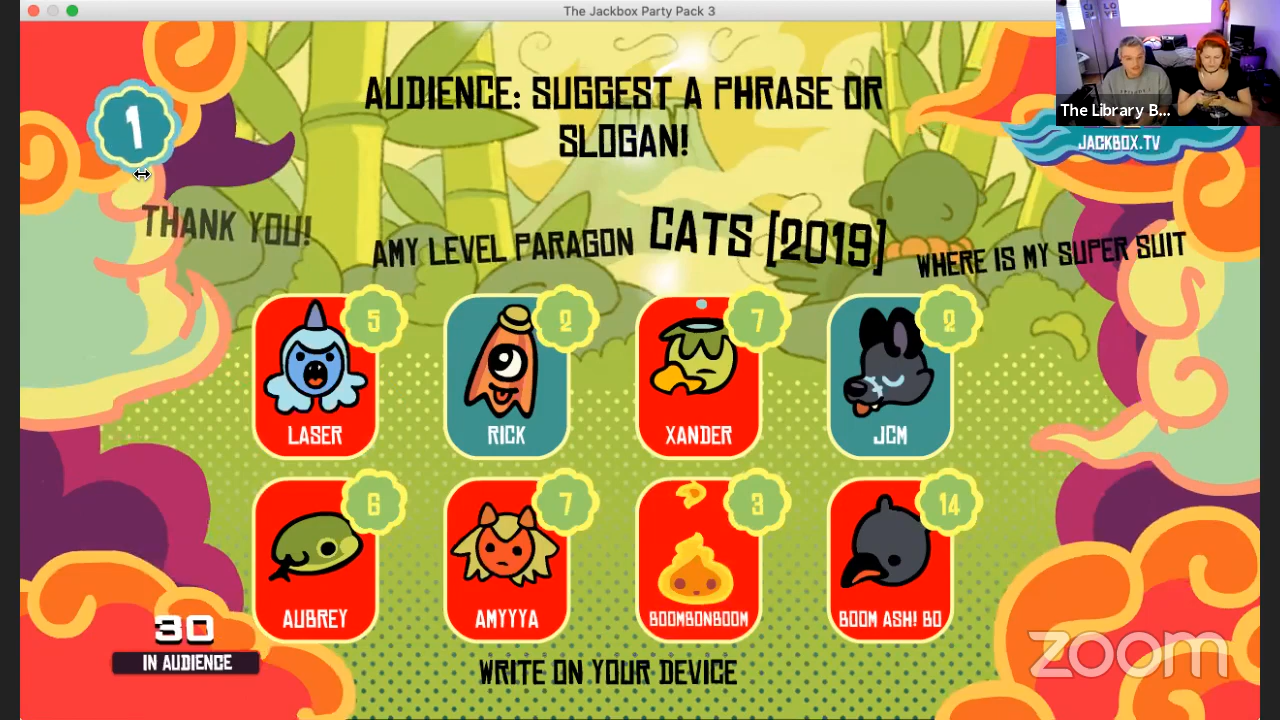 The Jackbox Party Pack 3
AUDIENCE: SUGGEST A PHRASE OR
SLOGAN!
1
The Library B...
JACKBOX.TV
THANK YOU!
AMY LEVEL PARAGON
CATS [2019]
WHERE IS MY SUPER SUIT
5
2
7
2
LASER
RICK
XANDER
JCM
6
7
3
14
AUBREY
AMYYYA
BOOMBONBOOM
BOOM ASH! BO
30
IN AUDIENCE
WRITE ON YOUR DEVICE
zoom